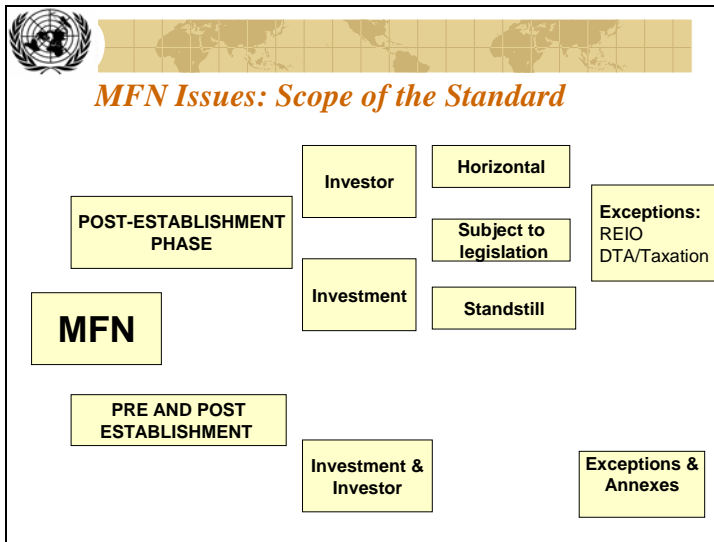 MFN Issues: Scope of the Standard
Investor
Horizontal
POST-ESTABLISHMENT
PHASE
Exceptions:
REIO
DTA/Taxation
Subject to
legislation
Investment
Standstill
MFN
PRE AND POST
ESTABLISHMENT
Investment &
Investor
Exceptions &
Annexes